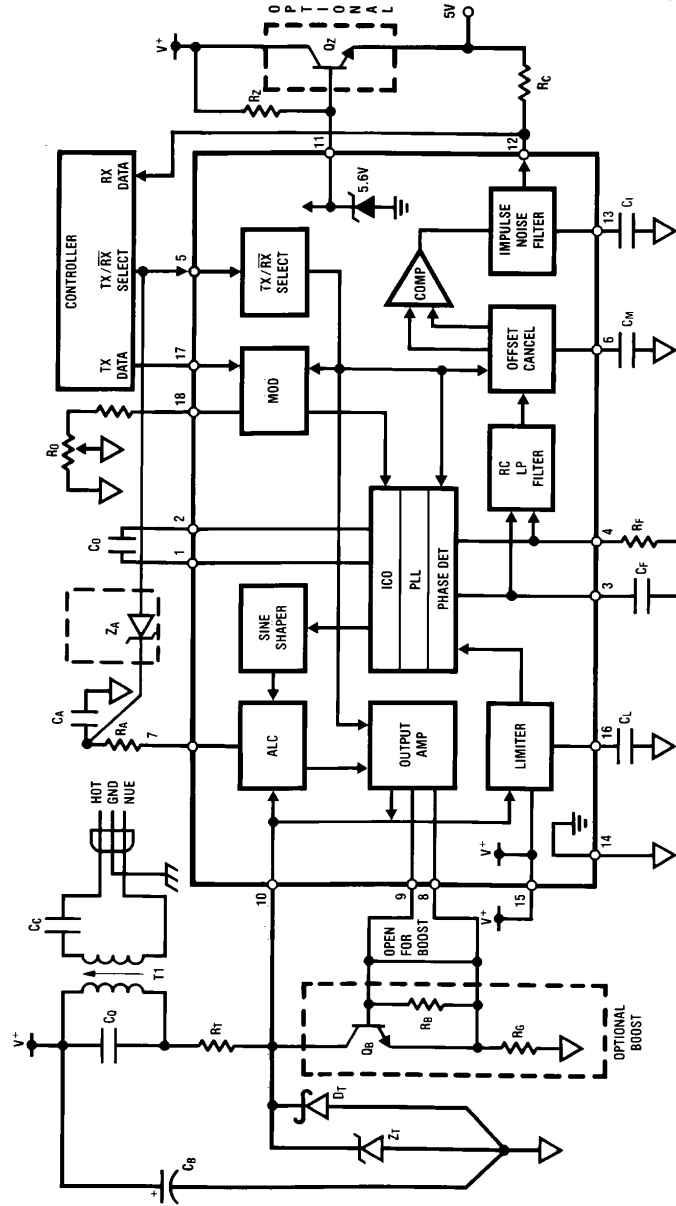 V+
CB
+
CQ
T1
CC
HOT
GND
NUE
RT
DT
ZT
QB
RB
RG
OPTIONAL
BOOST
OPEN
FOR
BOOST
CA
RA
ZA
CO
RO
CONTROLLER
TX
DATA
TX/RX
SELECT
RX
DATA
V+
RZ
QZ
OPTIONAL
5V
RC
10
7
1
2
18
17
5
11
12
9
8
15
V+
V+
ALC
SINE
SHAPER
MOD
TX/RX
SELECT
5.6V
OUTPUT
AMP
ICO
PLL
PHASE DET
COMP
LIMITER
RC
LP
FILTER
OFFSET
CANCEL
IMPULSE
NOISE
FILTER
14
16
3
4
6
13
CL
CF
RF
CM
CI